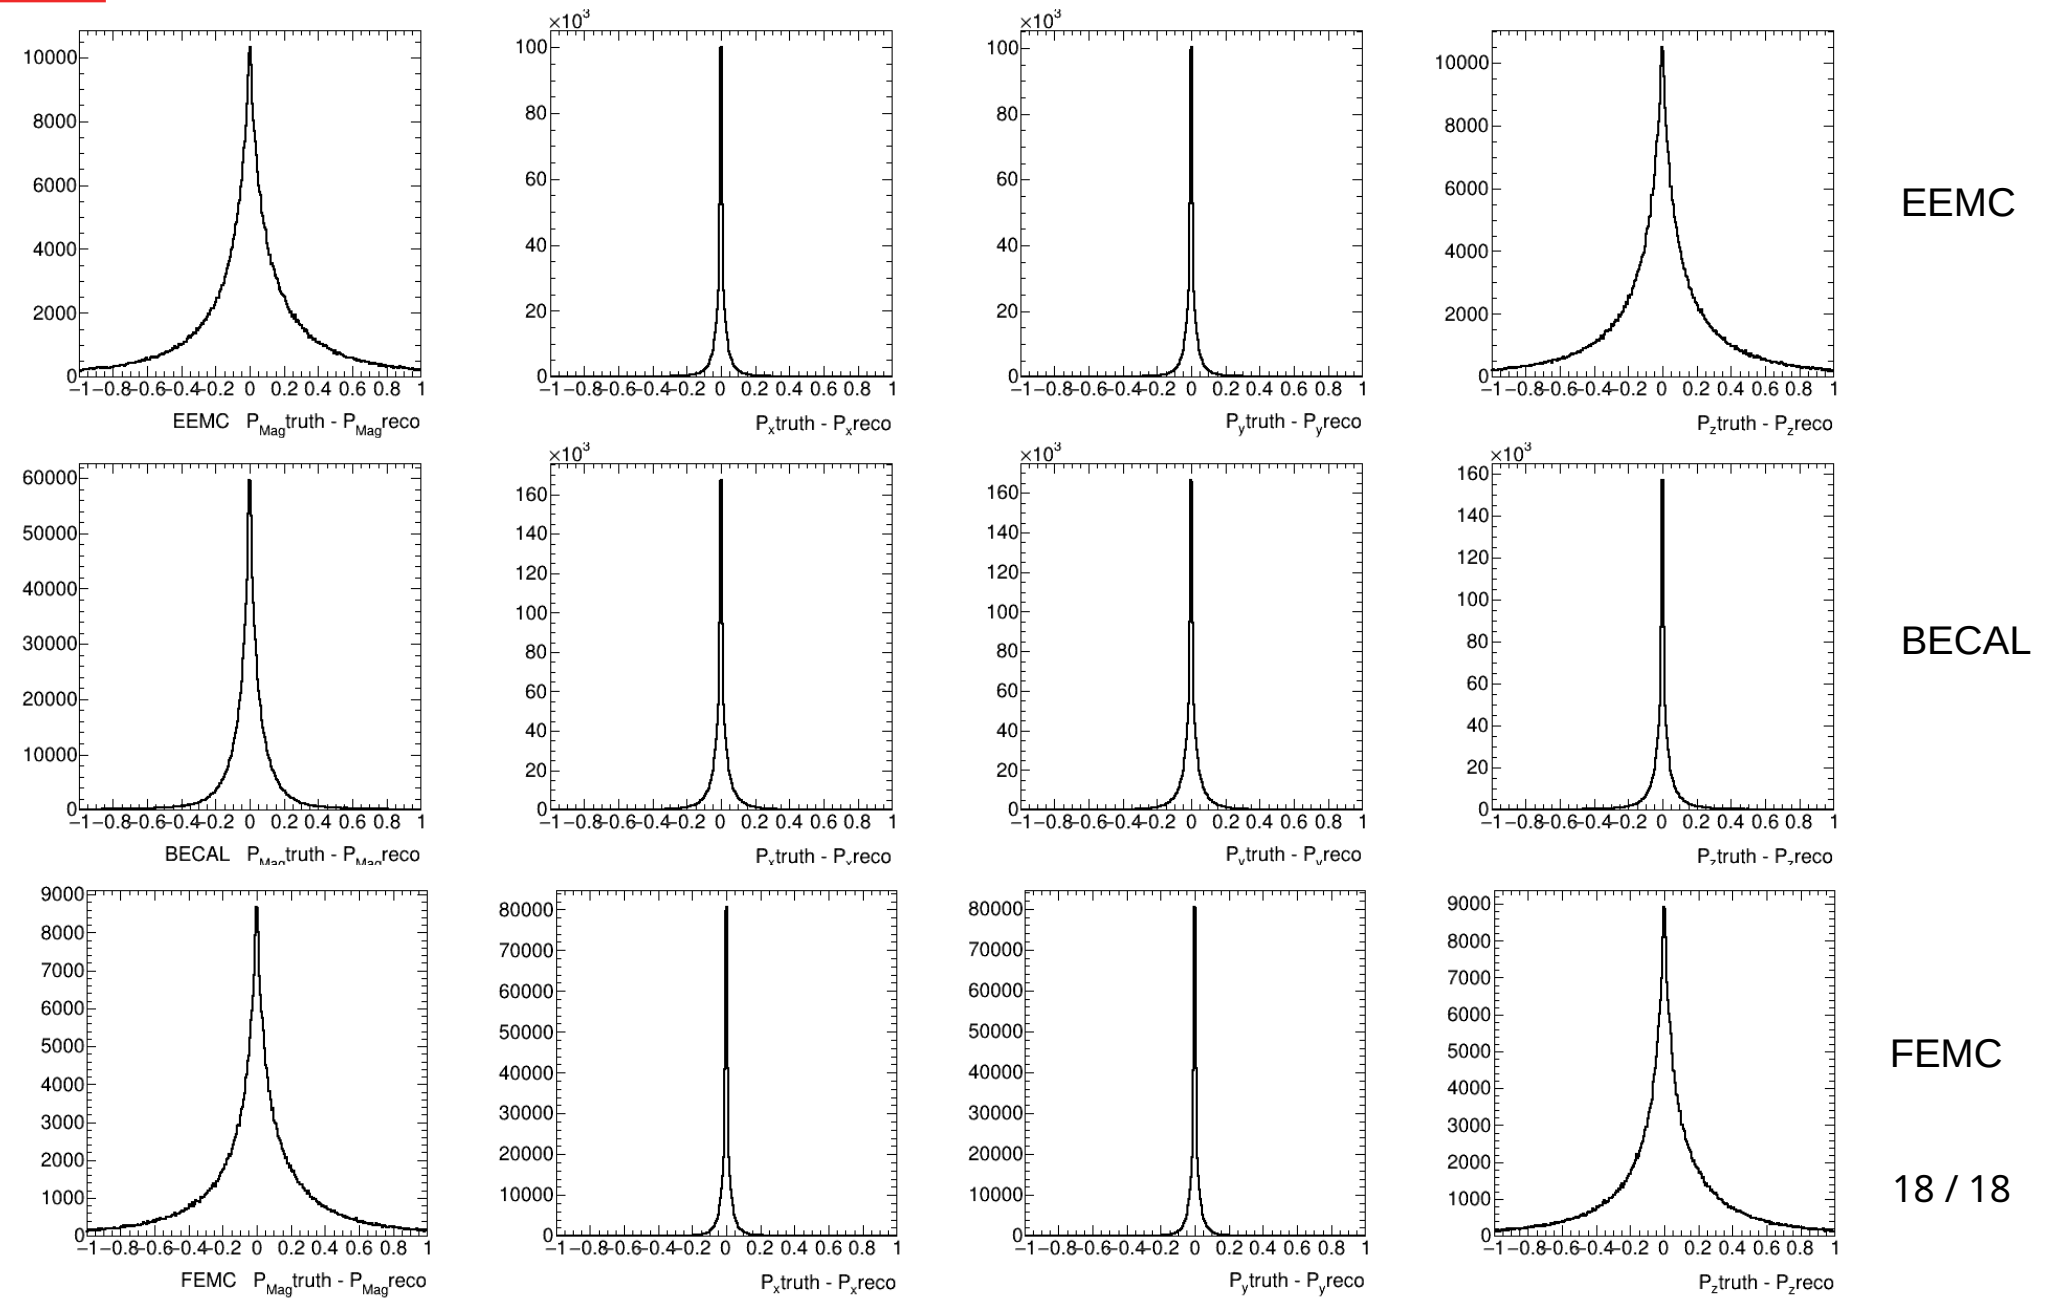 ×10³ ×10³
10000 8000 6000 4000 2000 0
−1 −0.8 −0.6 −0.4 −0.2 0 0.2 0.4 0.6 0.8 1
EEMC P_Mag truth - P_Mag reco
100 80 60 40 20 0
−1 −0.8 −0.6 −0.4 −0.2 0 0.2 0.4 0.6 0.8 1
P_x truth - P_x reco
100 80 60 40 20 0
−1 −0.8 −0.6 −0.4 −0.2 0 0.2 0.4 0.6 0.8 1
P_y truth - P_y reco
10000 8000 6000 4000 2000 0
−1 −0.8 −0.6 −0.4 −0.2 0 0.2 0.4 0.6 0.8 1
P_z truth - P_z reco
EEMC
×10³ ×10³ ×10³
60000 50000 40000 30000 20000 10000 0
−1 −0.8 −0.6 −0.4 −0.2 0 0.2 0.4 0.6 0.8 1
BECAL P_Mag truth - P_Mag reco
160 140 120 100 80 60 40 20 0
−1 −0.8 −0.6 −0.4 −0.2 0 0.2 0.4 0.6 0.8 1
P_x truth - P_x reco
160 140 120 100 80 60 40 20 0
−1 −0.8 −0.6 −0.4 −0.2 0 0.2 0.4 0.6 0.8 1
P_y truth - P_y reco
160 140 120 100 80 60 40 20 0
−1 −0.8 −0.6 −0.4 −0.2 0 0.2 0.4 0.6 0.8 1
P_z truth - P_z reco
BECAL
9000 8000 7000 6000 5000 4000 3000 2000 1000 0
−1 −0.8 −0.6 −0.4 −0.2 0 0.2 0.4 0.6 0.8 1
FEMC P_Mag truth - P_Mag reco
80000 70000 60000 50000 40000 30000 20000 10000 0
−1 −0.8 −0.6 −0.4 −0.2 0 0.2 0.4 0.6 0.8 1
P_x truth - P_x reco
80000 70000 60000 50000 40000 30000 20000 10000 0
−1 −0.8 −0.6 −0.4 −0.2 0 0.2 0.4 0.6 0.8 1
P_y truth - P_y reco
9000 8000 7000 6000 5000 4000 3000 2000 1000 0
−1 −0.8 −0.6 −0.4 −0.2 0 0.2 0.4 0.6 0.8 1
P_z truth - P_z reco
FEMC
18 / 18